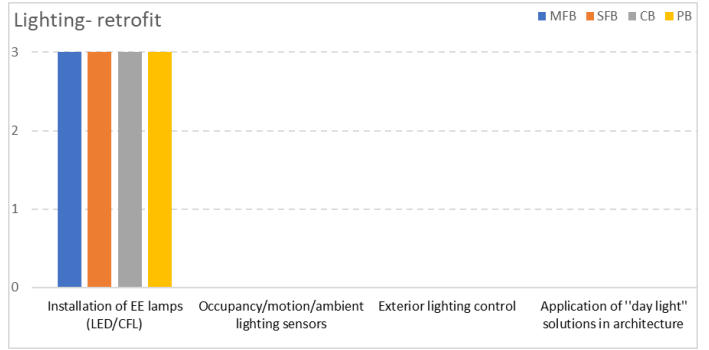 Lighting- retrofit
MFB SFB CB PB
3
2
1
0
Installation of EE lamps
(LED/CFL)
Occupancy/motion/ambient
lighting sensors
Exterior lighting control
Application of "day light"
solutions in architecture